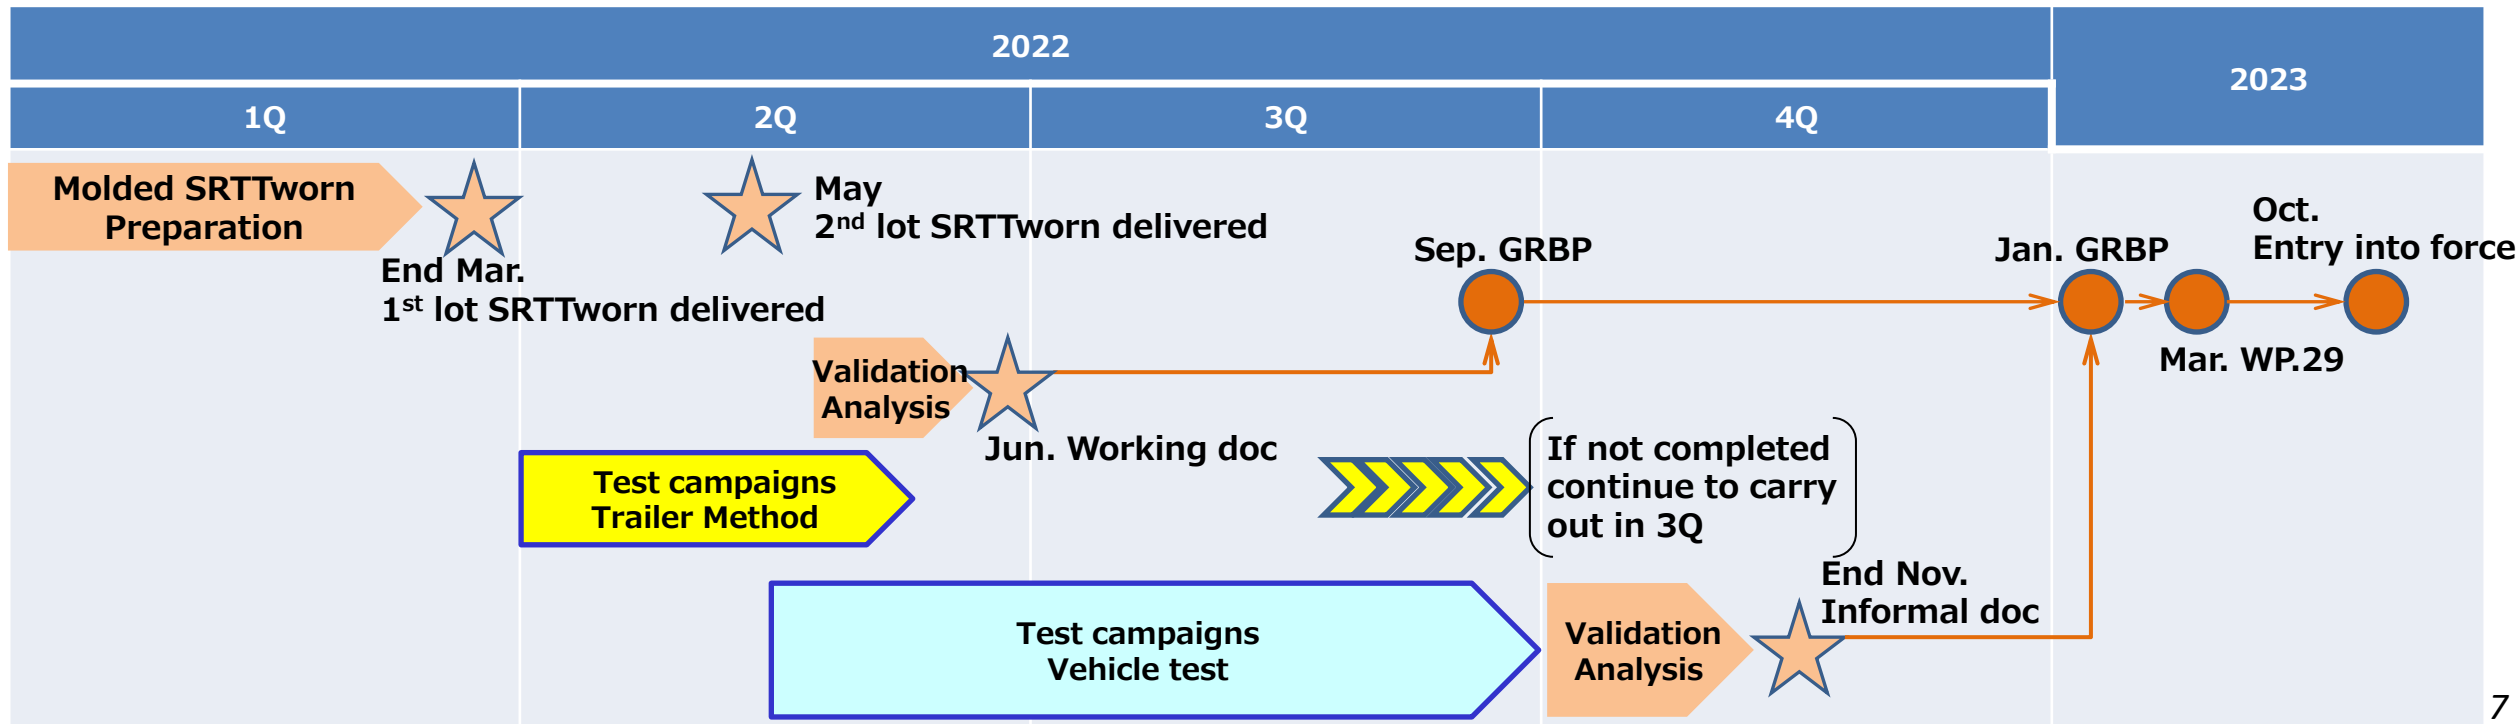 2022
2023
1Q
2Q
3Q
4Q
Molded SRTTworn
Preparation
End Mar.
1st lot SRTTworn delivered
May
2nd lot SRTTworn delivered
Sep. GRBP
Jan. GRBP
Oct.
Entry into force
Mar. WP.29
Validation
Analysis
Jun. Working doc
Test campaigns
Trailer Method
If not completed
continue to carry
out in 3Q
Test campaigns
Vehicle test
Validation
Analysis
End Nov.
Informal doc
7